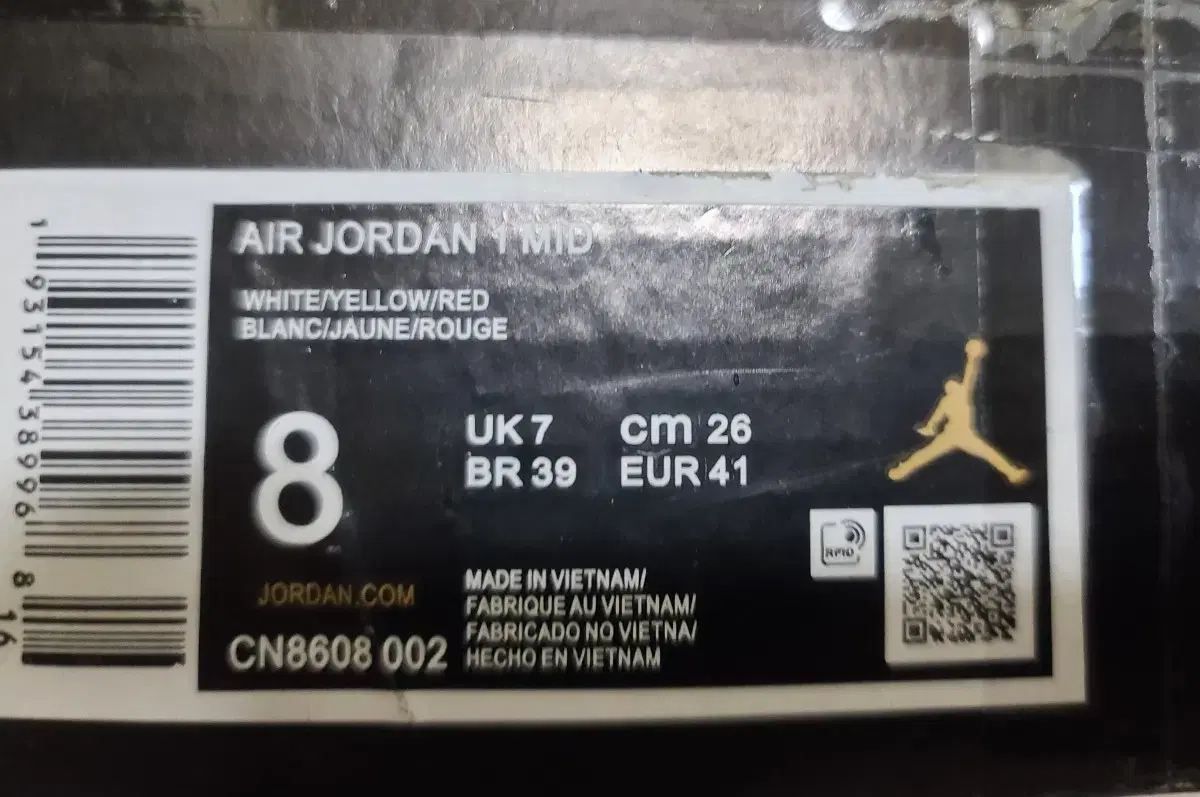 AIR JORDAN 1 MID
WHITE/YELLOW/RED
BLANC/JAUNE/ROUGE
8
UK 7 cm 26
BR 39 EUR 41
RFID
JORDAN.COM
CN8608 002
MADE IN VIETNAM/
FABRIQUE AU VIETNAM/
FABRICADO NO VIETNA/
HECHO EN VIETNAM
1 93154 38996 8 16